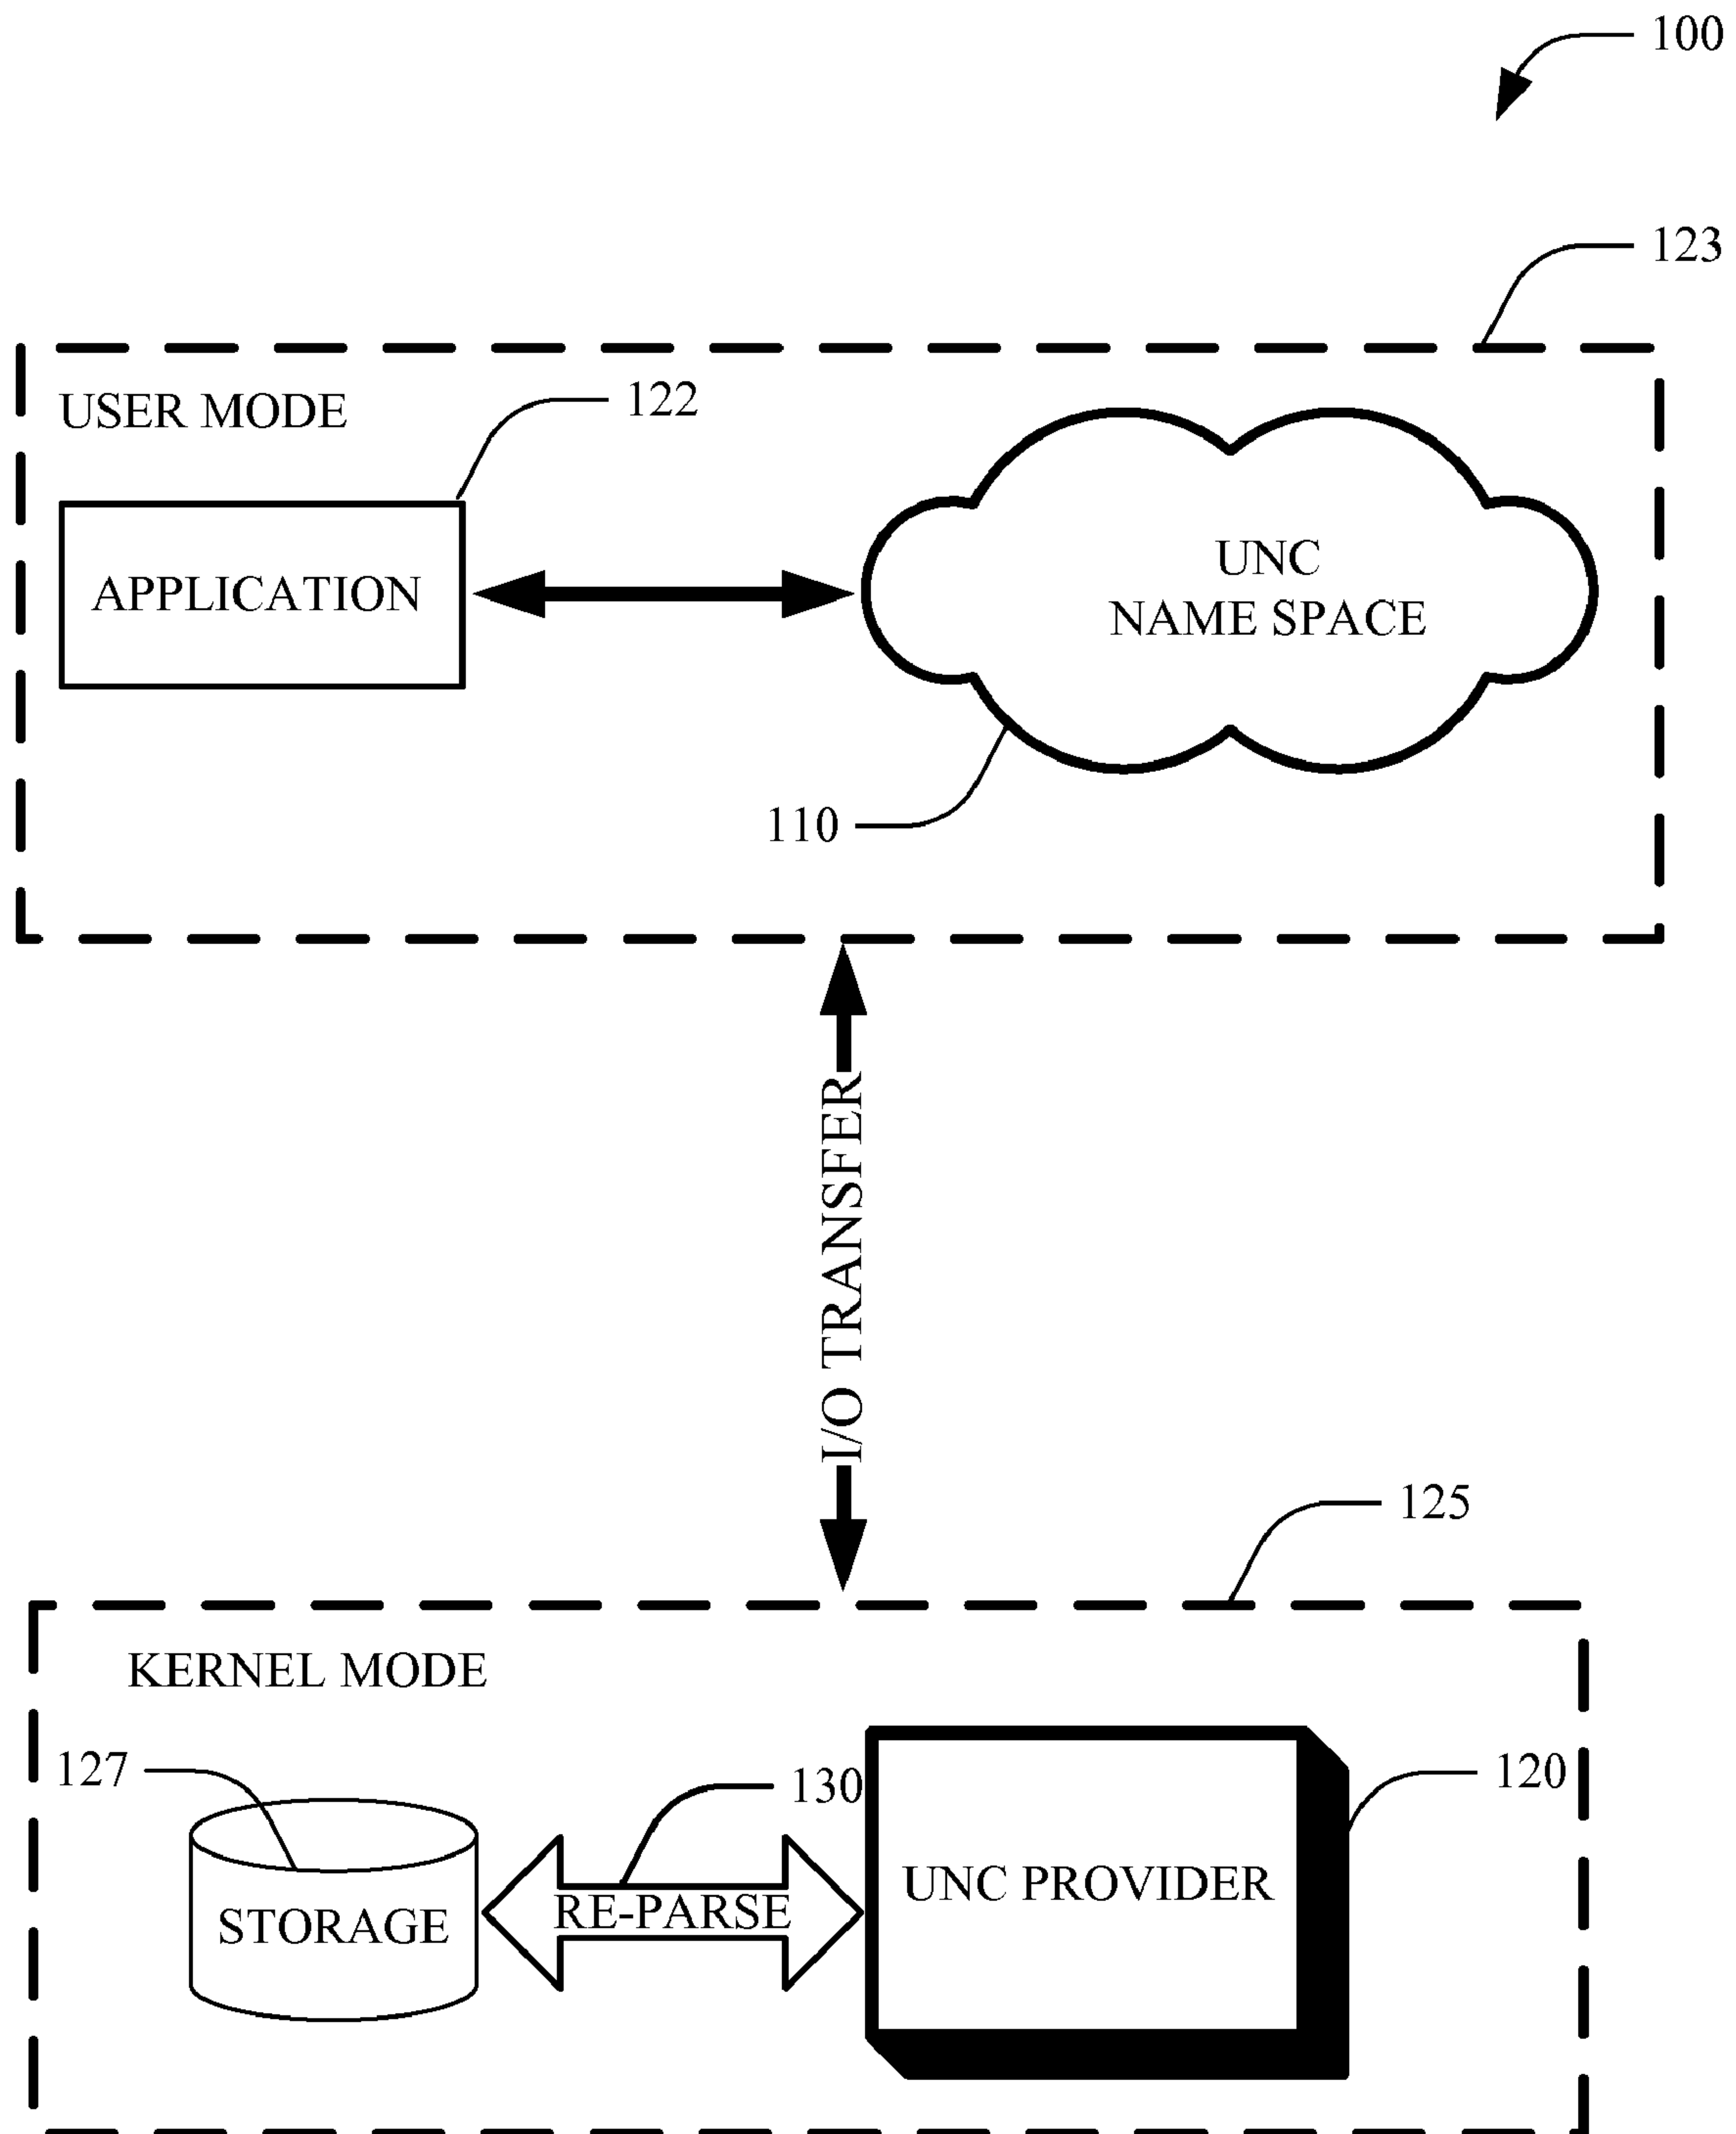 100
123
USER MODE
122
APPLICATION
UNC
NAME SPACE
110
I/O TRANSFER
125
KERNEL MODE
127
130
120
STORAGE
RE-PARSE
UNC PROVIDER